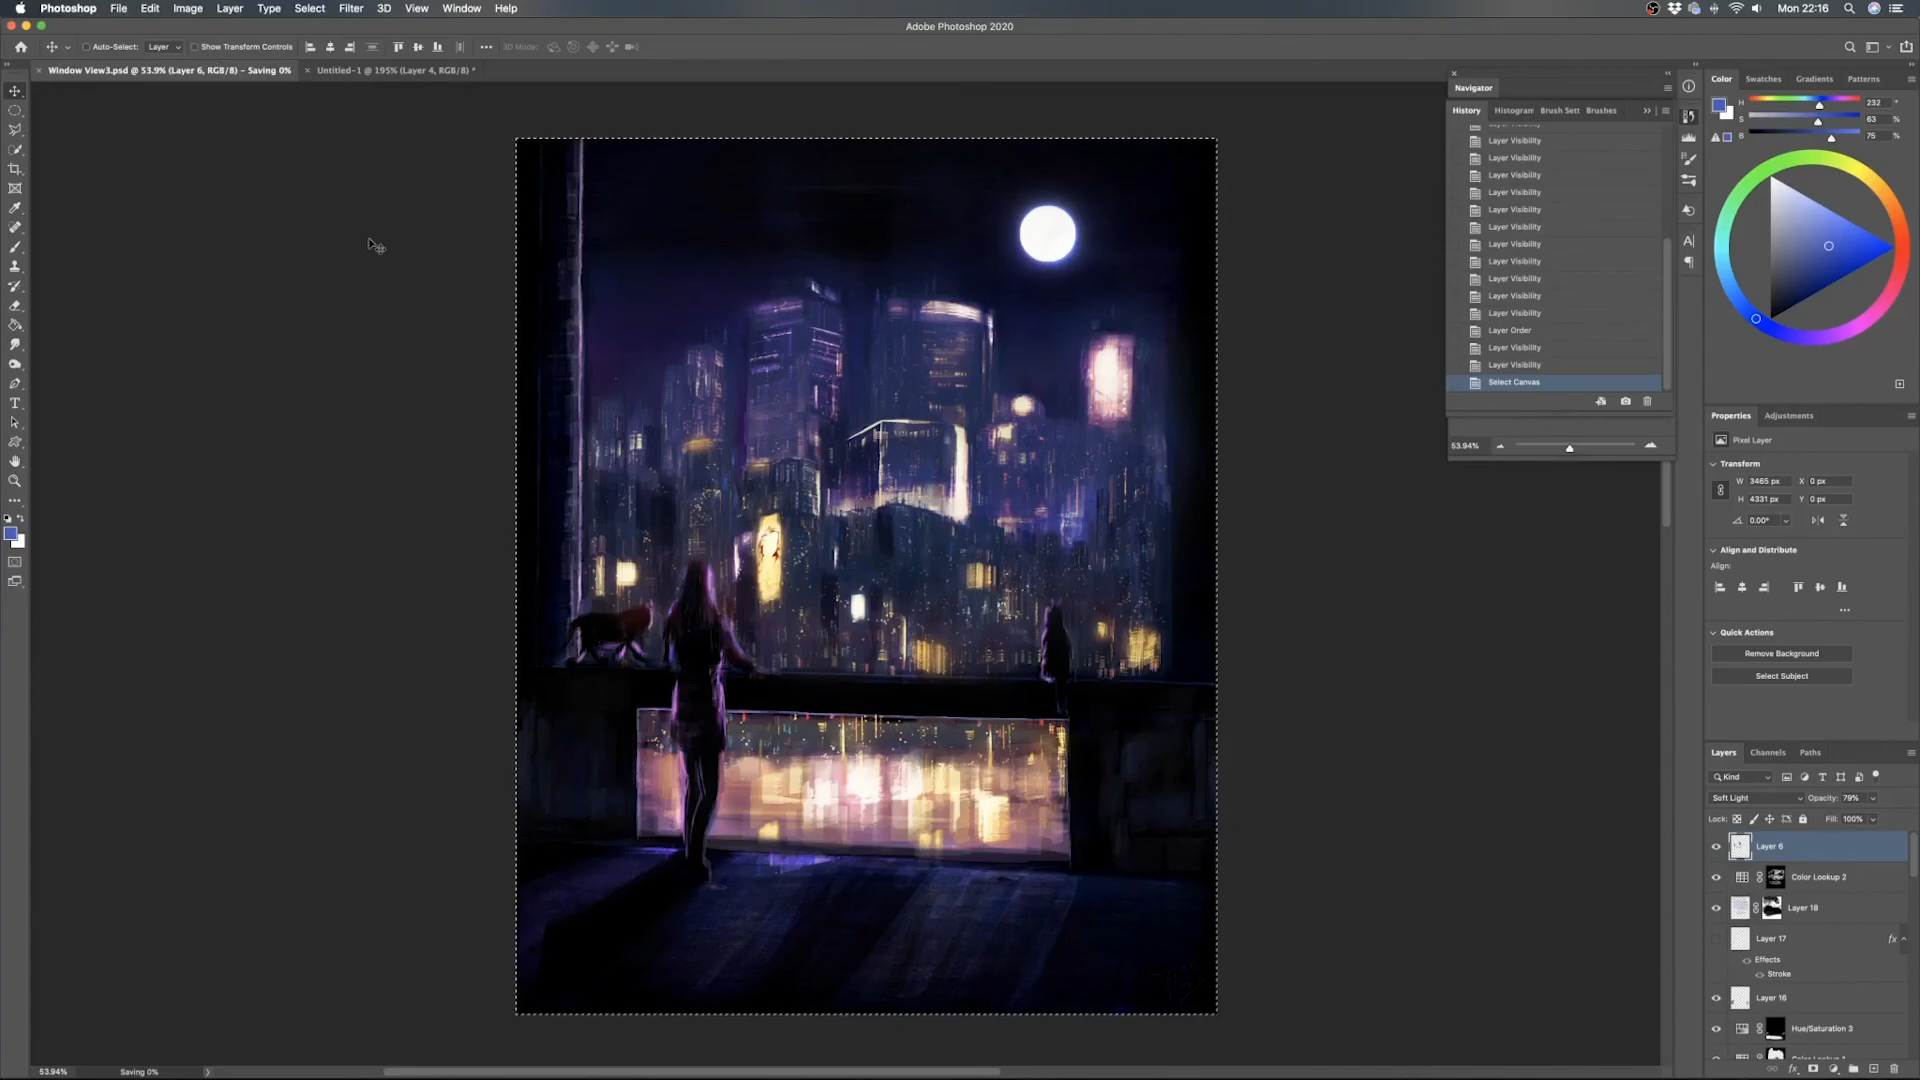 Photoshop File Edit Image Layer Type Select Filter 3D View Window Help Mon 22:16
Adobe Photoshop 2020
Auto-Select: Layer Show Transform Controls 3D Mode:
Window View3.psd @ 53.9% (Layer 6, RGB/8) – Saving 0% Untitled-1 @ 195% (Layer 4, RGB/8) *
Navigator
History Histogram Brush Sett Brushes
Layer Visibility
Layer Visibility
Layer Visibility
Layer Visibility
Layer Visibility
Layer Visibility
Layer Visibility
Layer Visibility
Layer Visibility
Layer Visibility
Layer Visibility
Layer Visibility
Layer Order
Layer Visibility
Layer Visibility
Select Canvas
53.94%
Color Swatches Gradients Patterns
H 232 °
S 63 %
B 75 %
Properties Adjustments
Pixel Layer
Transform
W 3465 px X 0 px
H 4331 px Y 0 px
0.00°
Align and Distribute
Align:
Quick Actions
Remove Background
Select Subject
Layers Channels Paths
Kind
Soft Light Opacity: 79%
Lock: Fill: 100%
Layer 6
Color Lookup 2
Layer 18
Layer 17 fx
Effects
Stroke
Layer 16
Hue/Saturation 3
53.94% Saving 0%